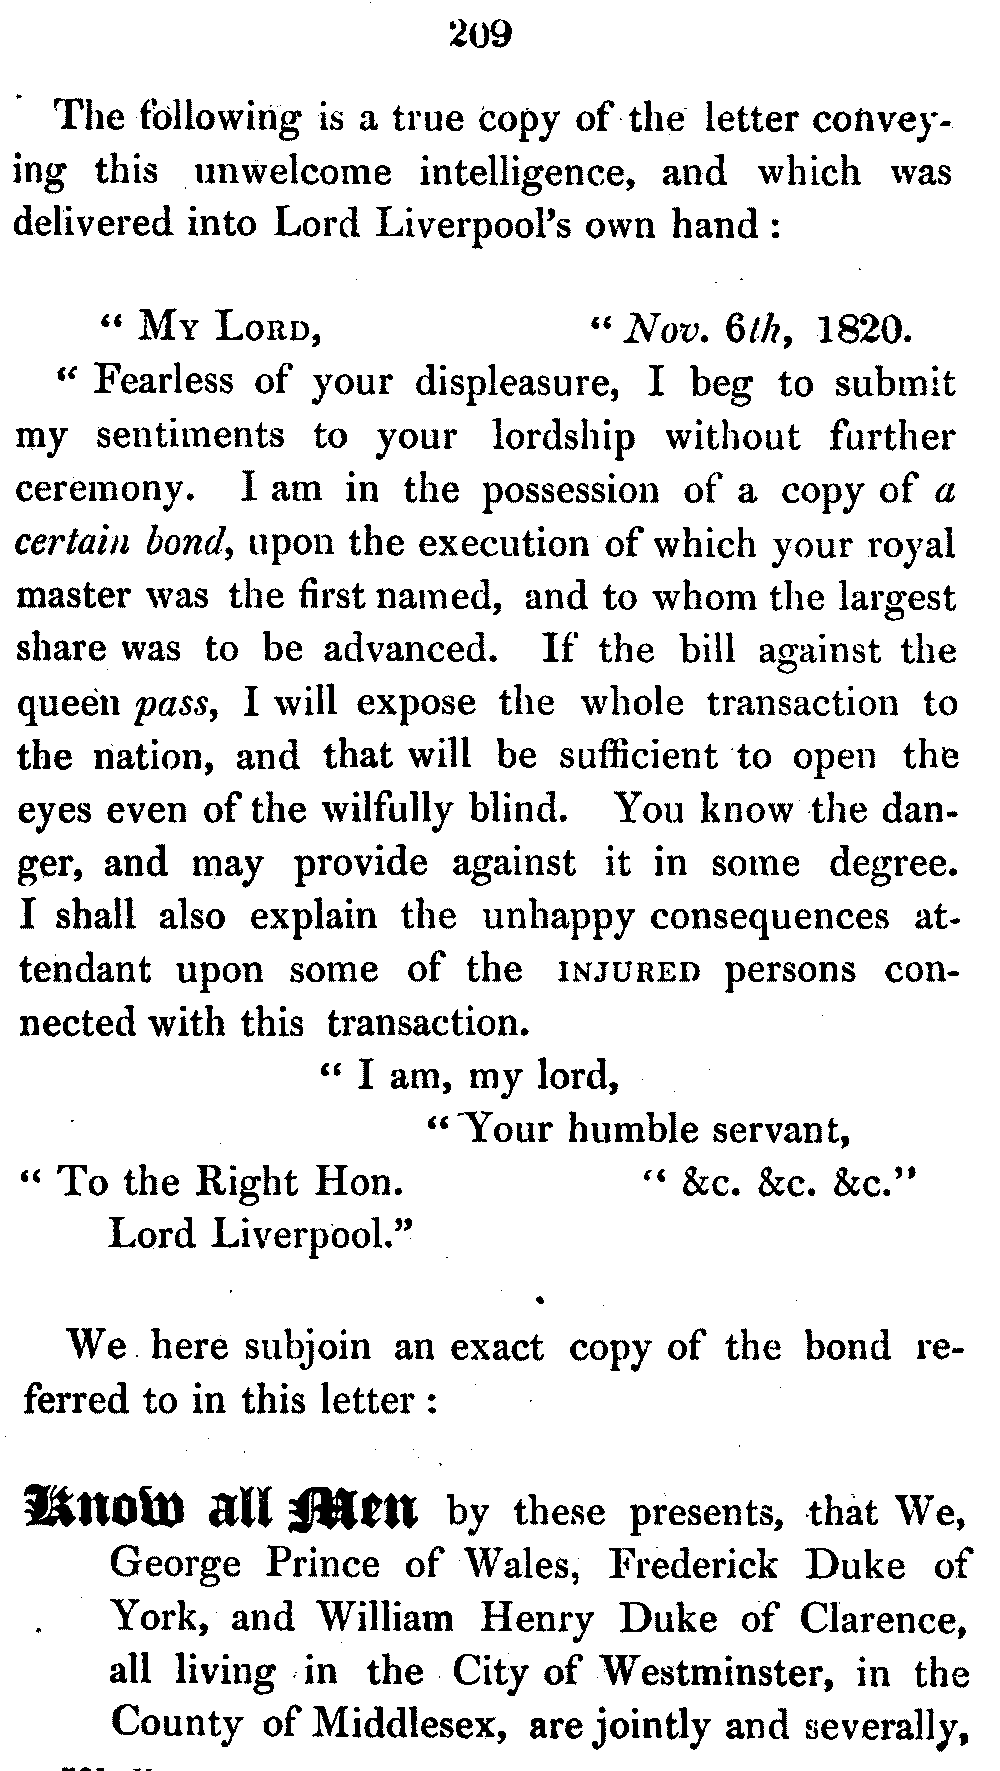 209
The following is a true copy of the letter convey-
ing this unwelcome intelligence, and which was
delivered into Lord Liverpool's own hand :
“ My Lord, “ Nov. 6th, 1820.
“ Fearless of your displeasure, I beg to submit
my sentiments to your lordship without further
ceremony. I am in the possession of a copy of a
certain bond, upon the execution of which your royal
master was the first named, and to whom the largest
share was to be advanced. If the bill against the
queen pass, I will expose the whole transaction to
the nation, and that will be sufficient to open the
eyes even of the wilfully blind. You know the dan-
ger, and may provide against it in some degree.
I shall also explain the unhappy consequences at-
tendant upon some of the INJURED persons con-
nected with this transaction.
“ I am, my lord,
“ Your humble servant,
“ To the Right Hon. “ &c. &c. &c.”
Lord Liverpool.”
We here subjoin an exact copy of the bond re-
ferred to in this letter :
Know all Men by these presents, that We,
George Prince of Wales, Frederick Duke of
York, and William Henry Duke of Clarence,
all living in the City of Westminster, in the
County of Middlesex, are jointly and severally,